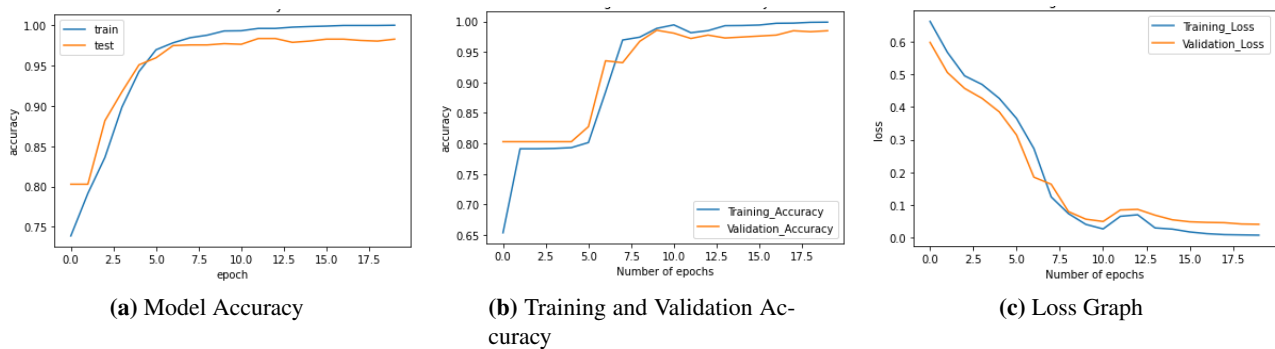 train
test
accuracy
1.00
0.95
0.90
0.85
0.80
0.75
0.0 2.5 5.0 7.5 10.0 12.5 15.0 17.5
epoch
(a) Model Accuracy
accuracy
1.00
0.95
0.90
0.85
0.80
0.75
0.70
0.65
Training_Accuracy
Validation_Accuracy
0.0 2.5 5.0 7.5 10.0 12.5 15.0 17.5
Number of epochs
(b) Training and Validation Ac-
curacy
Training_Loss
Validation_Loss
loss
0.6
0.5
0.4
0.3
0.2
0.1
0.0
0.0 2.5 5.0 7.5 10.0 12.5 15.0 17.5
Number of epochs
(c) Loss Graph